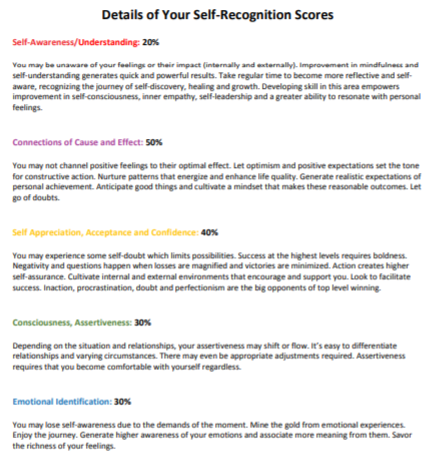 Details of Your Self-Recognition Scores
Self-Awareness/Understanding: 20%
You may be unaware of your feelings or their impact (internally and externally). Improvement in mindfulness and
self-understanding generates quick and powerful results. Take regular time to become more reflective and self-
aware, recognizing the journey of self-discovery, healing and growth. Developing skill in this area empowers
improvement in self-consciousness, inner empathy, self-leadership and a greater ability to resonate with personal
feelings.
Connections of Cause and Effect: 50%
You may not channel positive feelings to their optimal effect. Let optimism and positive expectations set the tone
for constructive action. Nurture patterns that energize and enhance life quality. Generate realistic expectations of
personal achievement. Anticipate good things and cultivate a mindset that makes these reasonable outcomes. Let
go of doubts.
Self Appreciation, Acceptance and Confidence: 40%
You may experience some self-doubt which limits possibilities. Success at the highest levels requires boldness.
Negativity and questions happen when losses are magnified and victories are minimized. Action creates higher
self-assurance. Cultivate internal and external environments that encourage and support you. Look to facilitate
success. Inaction, procrastination, doubt and perfectionism are the big opponents of top level winning.
Consciousness, Assertiveness: 30%
Depending on the situation and relationships, your assertiveness may shift or flow. It's easy to differentiate
relationships and varying circumstances. There may even be appropriate adjustments required. Assertiveness
requires that you become comfortable with yourself regardless.
Emotional Identification: 30%
You may lose self-awareness due to the demands of the moment. Mine the gold from emotional experiences.
Enjoy the journey. Generate higher awareness of your emotions and associate more meaning from them. Savor
the richness of your feelings.